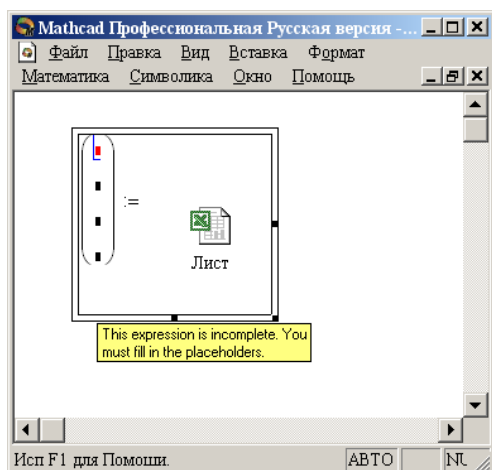 Mathcad Профессиональная Русская версия -...
Файл Правка Вид Вставка Формат
Математика Символика Окно Помощь
:=
Лист
This expression is incomplete. You
must fill in the placeholders.
Исп F1 для Помоши. АВТО NU